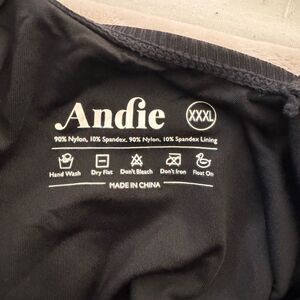 Andie XXXL
90% Nylon, 10% Spandex, 90% Nylon, 10% Spandex Lining
Hand Wash Dry Flat Don't Bleach Don't Iron Float On
MADE IN CHINA